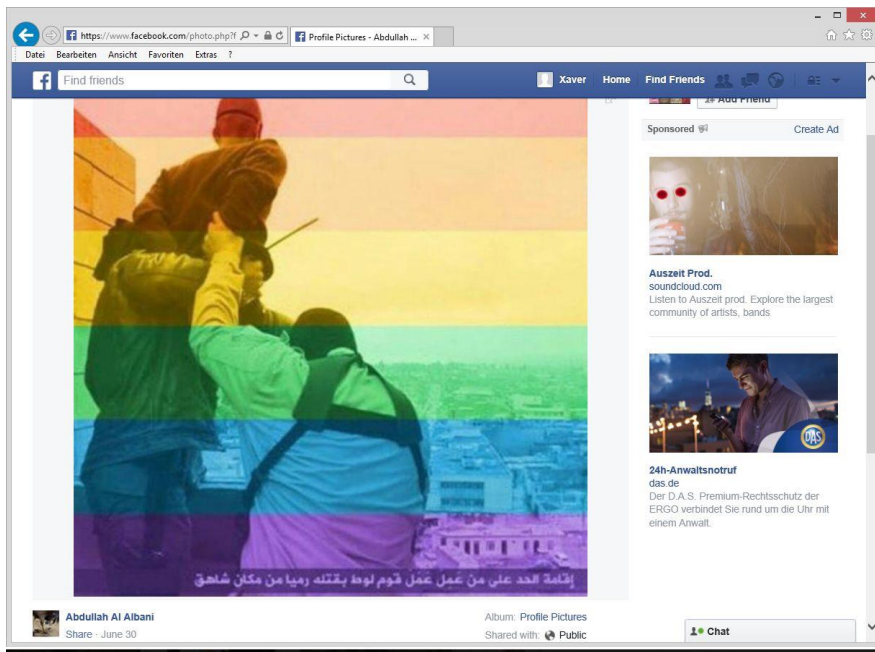 https://www.facebook.com/photo.php?f
Profile Pictures - Abdullah ...
Datei Bearbeiten Ansicht Favoriten Extras ?
Find friends
Xaver Home Find Friends
Add Friend
Sponsored Create Ad
Auszeit Prod.
soundcloud.com
Listen to Auszeit prod. Explore the largest
community of artists, bands
DAS
24h-Anwaltsnotruf
das.de
Der D.A.S. Premium-Rechtsschutz der
ERGO verbindet Sie rund um die Uhr mit
einem Anwalt.
إقامة الحد على من عمل عمل قوم لوط بقتله رميا من مكان شاهق
Abdullah Al Albani
Share · June 30
Album: Profile Pictures
Shared with: Public
Chat